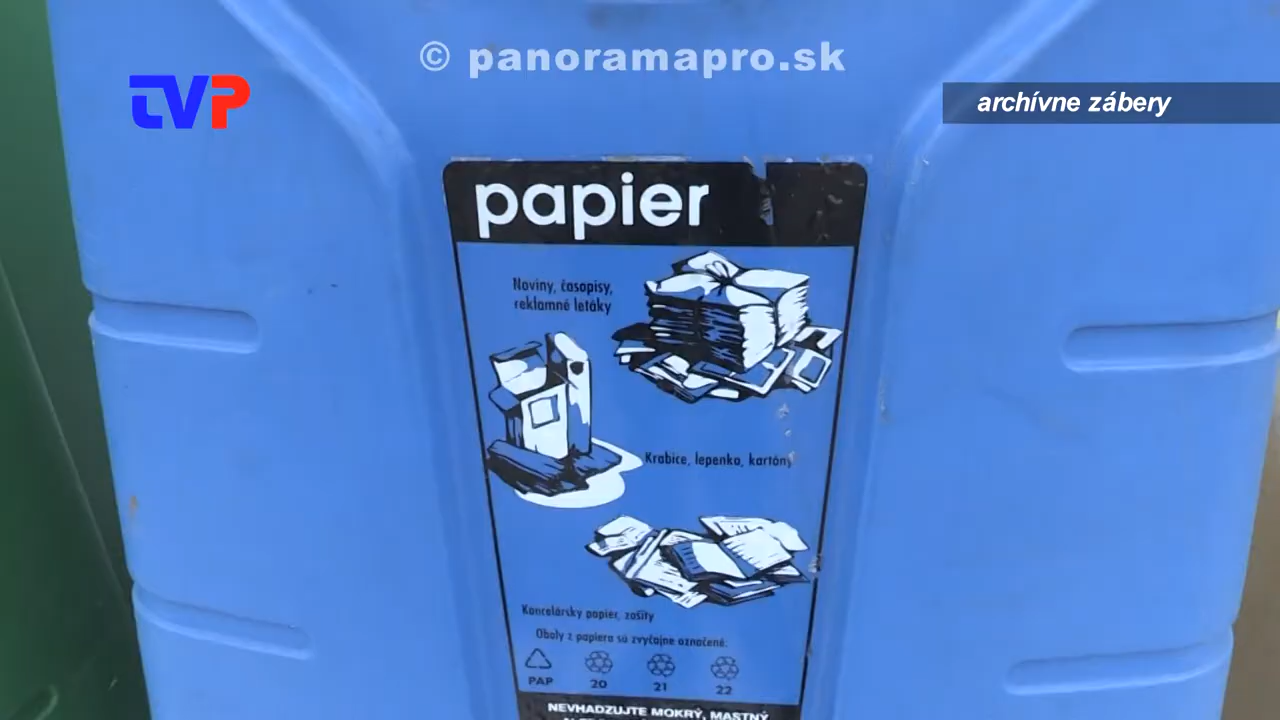 © panoramapro.sk
TVP
archívne zábery
papier
Noviny, časopisy,
reklamné letáky
Krabice, lepenka, kartóny
Kancelársky papier, zošity
Obaly z papiera sú zvyčajne označené:
PAP 20 21 22
NEVHADZUJTE MOKRÝ, MASTNÝ